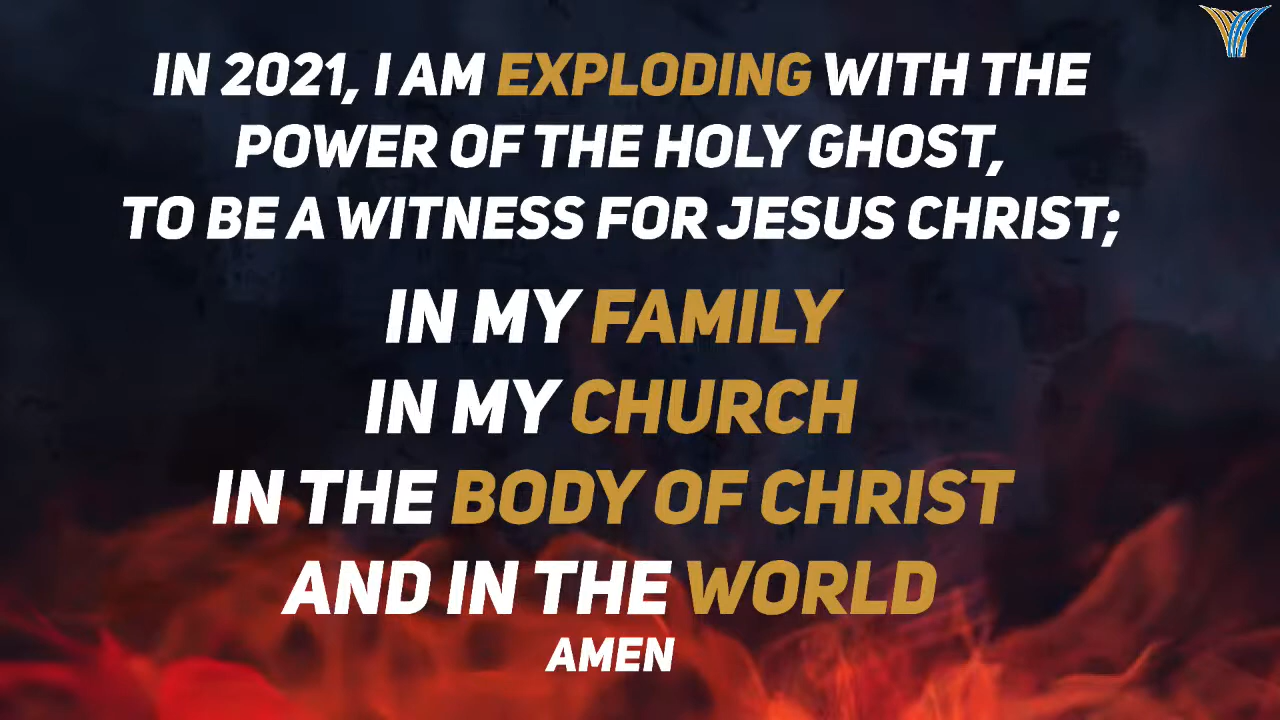 IN 2021, I AM EXPLODING WITH THE
POWER OF THE HOLY GHOST,
TO BE A WITNESS FOR JESUS CHRIST;
IN MY FAMILY
IN MY CHURCH
IN THE BODY OF CHRIST
AND IN THE WORLD
AMEN